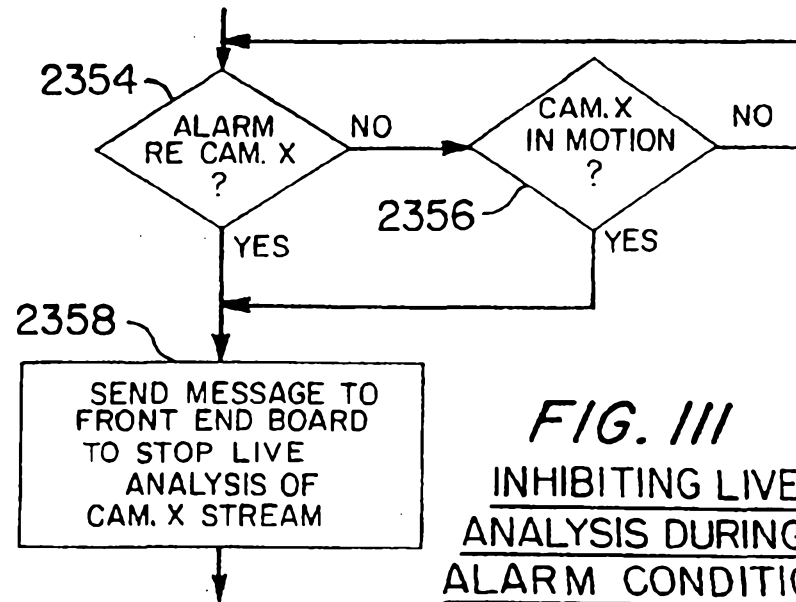 2354
ALARM
RE CAM. X
?
NO
CAM. X
IN MOTION
?
NO
2356
YES
YES
2358
SEND MESSAGE TO
FRONT END BOARD
TO STOP LIVE
ANALYSIS OF
CAM. X STREAM
FIG. 111
INHIBITING LIVE
ANALYSIS DURING
ALARM CONDITIO